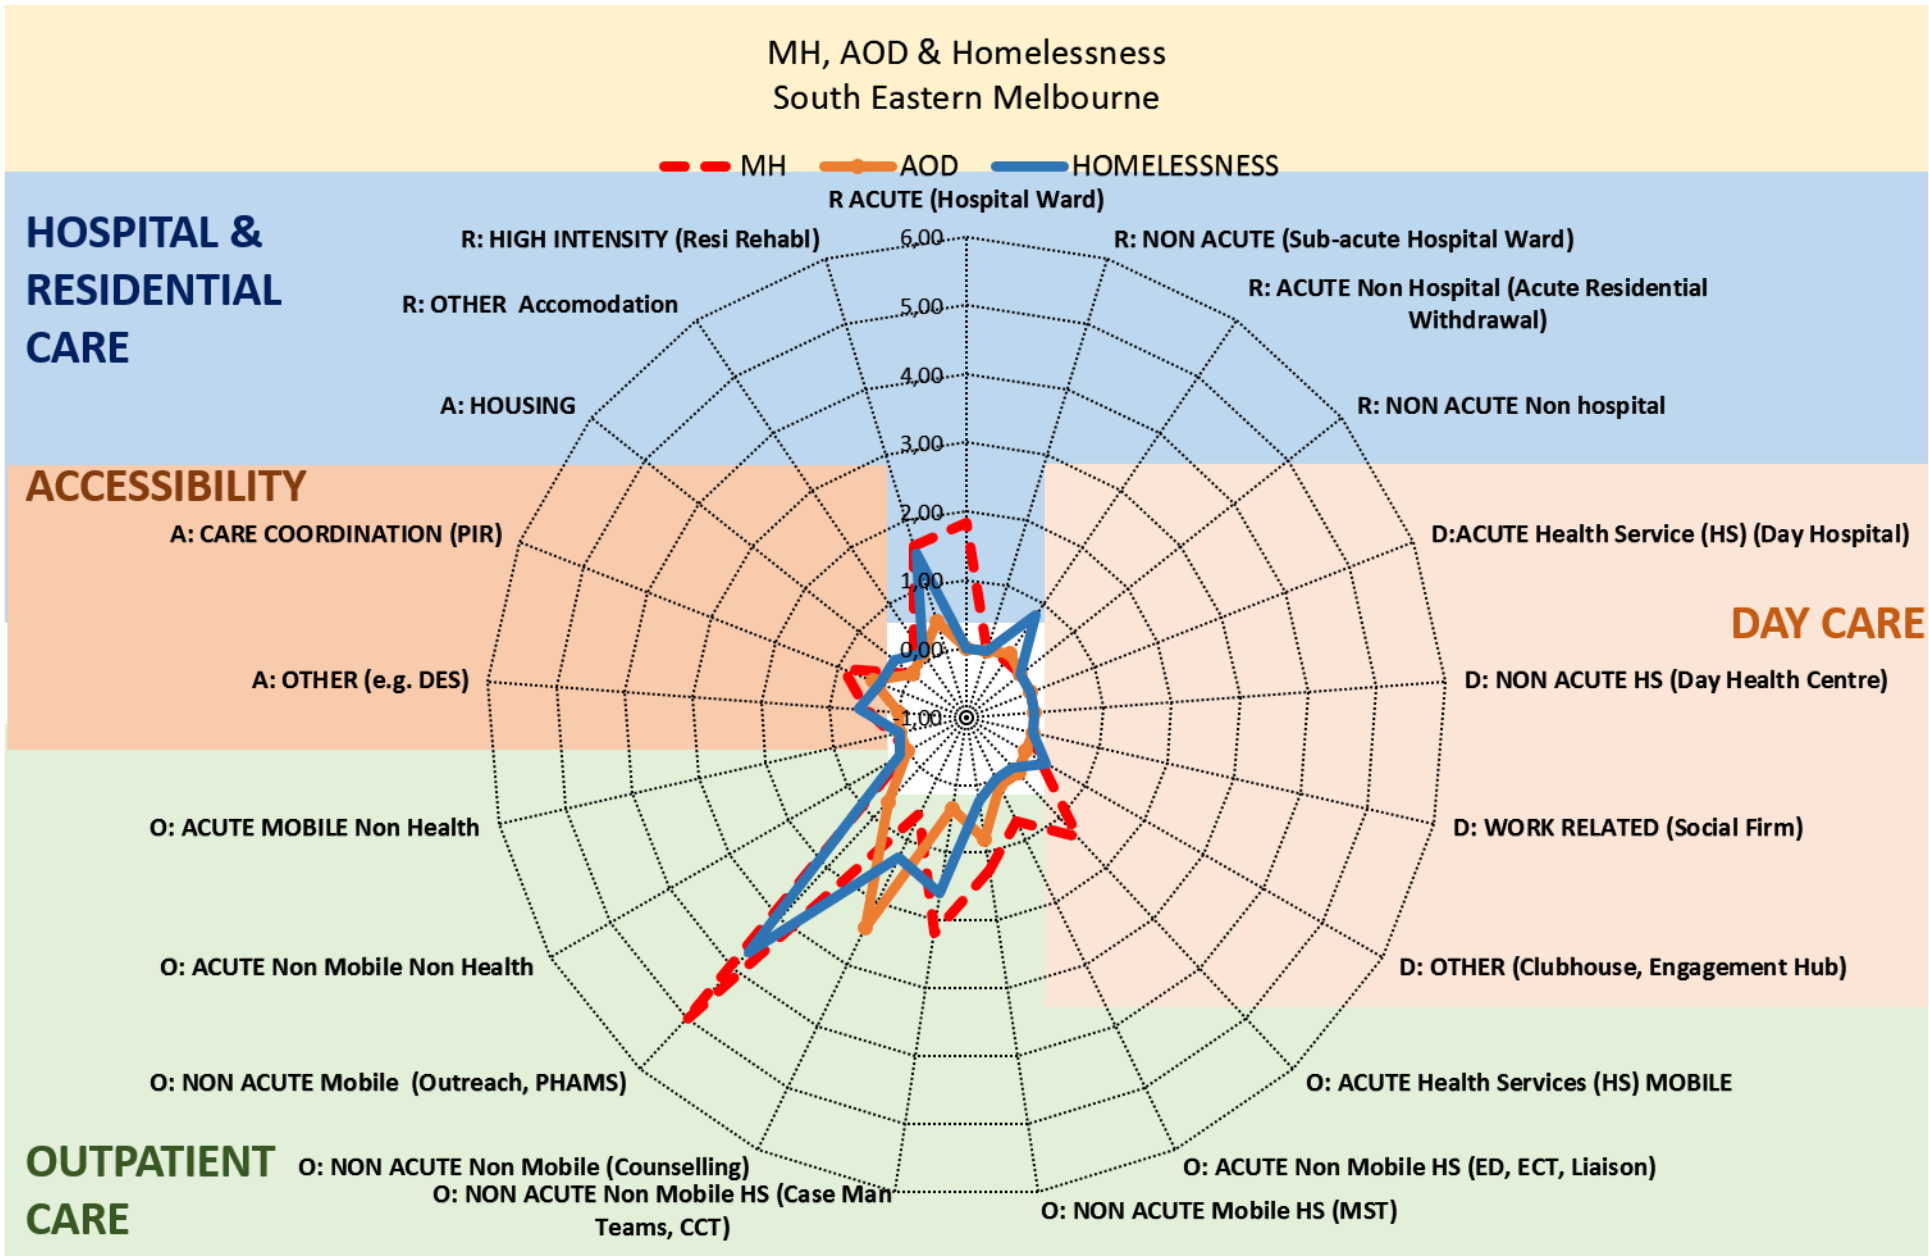 MH, AOD & Homelessness
South Eastern Melbourne
MH
AOD
HOMELESSNESS
HOSPITAL &
RESIDENTIAL
CARE
R ACUTE (Hospital Ward)
R: HIGH INTENSITY (Resi Rehabl)
R: NON ACUTE (Sub-acute Hospital Ward)
R: OTHER  Accomodation
R: ACUTE Non Hospital (Acute Residential
Withdrawal)
A: HOUSING
R: NON ACUTE Non hospital
6,00
5,00
4,00
3,00
2,00
1,00
0,00
-1,00
ACCESSIBILITY
A: CARE COORDINATION (PIR)
D:ACUTE Health Service (HS) (Day Hospital)
DAY CARE
A: OTHER (e.g. DES)
D: NON ACUTE HS (Day Health Centre)
O: ACUTE MOBILE Non Health
D: WORK RELATED (Social Firm)
O: ACUTE Non Mobile Non Health
D: OTHER (Clubhouse, Engagement Hub)
O: NON ACUTE Mobile  (Outreach, PHAMS)
O: ACUTE Health Services (HS) MOBILE
OUTPATIENT
CARE
O: NON ACUTE Non Mobile (Counselling)
O: ACUTE Non Mobile HS (ED, ECT, Liaison)
O: NON ACUTE Non Mobile HS (Case Man
Teams, CCT)
O: NON ACUTE Mobile HS (MST)